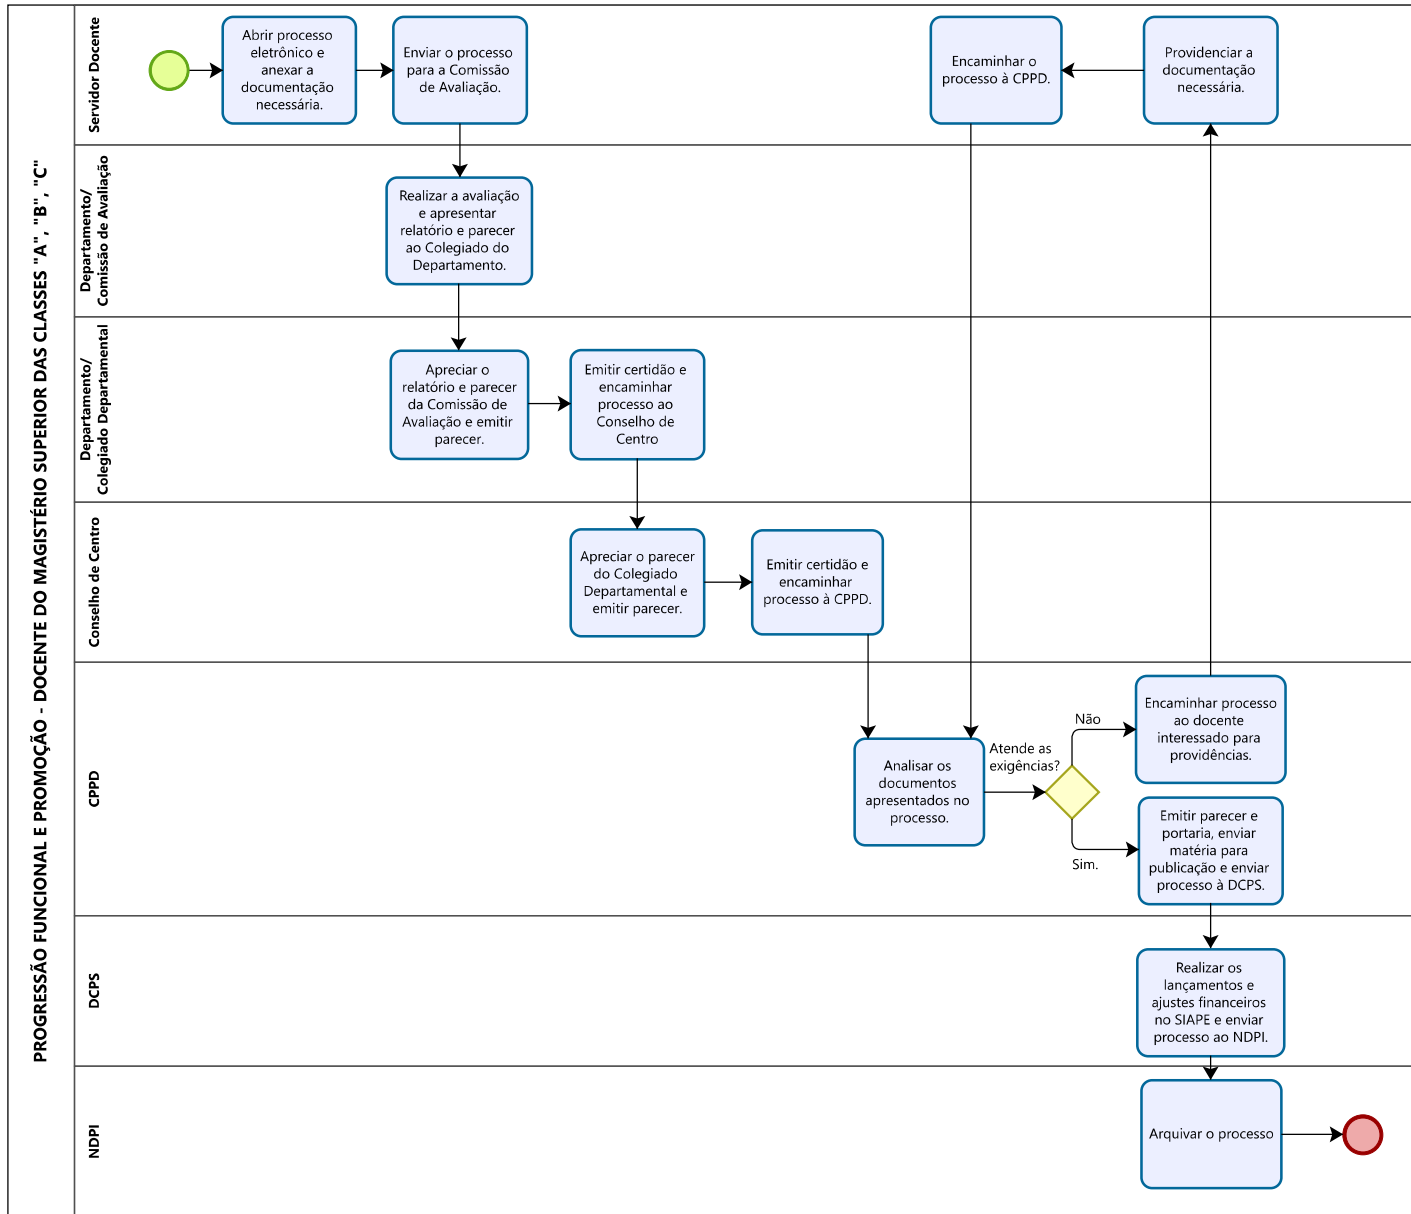 PROGRESSÃO FUNCIONAL E PROMOÇÃO - DOCENTE DO MAGISTÉRIO SUPERIOR DAS CLASSES "A", "B", "C"
Servidor Docente
Abrir processo
eletrônico e
anexar a
documentação
necessária.
Enviar o processo
para a Comissão
de Avaliação.
Encaminhar o
processo à CPPD.
Providenciar a
documentação
necessária.
Departamento/
Comissão de Avaliação
Realizar a avaliação
e apresentar
relatório e parecer
ao Colegiado do
Departamento.
Departamento/
Colegiado Departamental
Apreciar o
relatório e parecer
da Comissão de
Avaliação e emitir
parecer.
Emitir certidão e
encaminhar
processo ao
Conselho de
Centro
Conselho de Centro
Apreciar o parecer
do Colegiado
Departamental e
emitir parecer.
Emitir certidão e
encaminhar
processo à CPPD.
CPPD
Analisar os
documentos
apresentados no
processo.
Atende as
exigências?
Não
Encaminhar processo
ao docente
interessado para
providências.
Sim.
Emitir parecer e
portaria, enviar
matéria para
publicação e enviar
processo à DCPS.
DCPS
Realizar os
lançamentos e
ajustes financeiros
no SIAPE e enviar
processo ao NDPI.
NDPI
Arquivar o processo